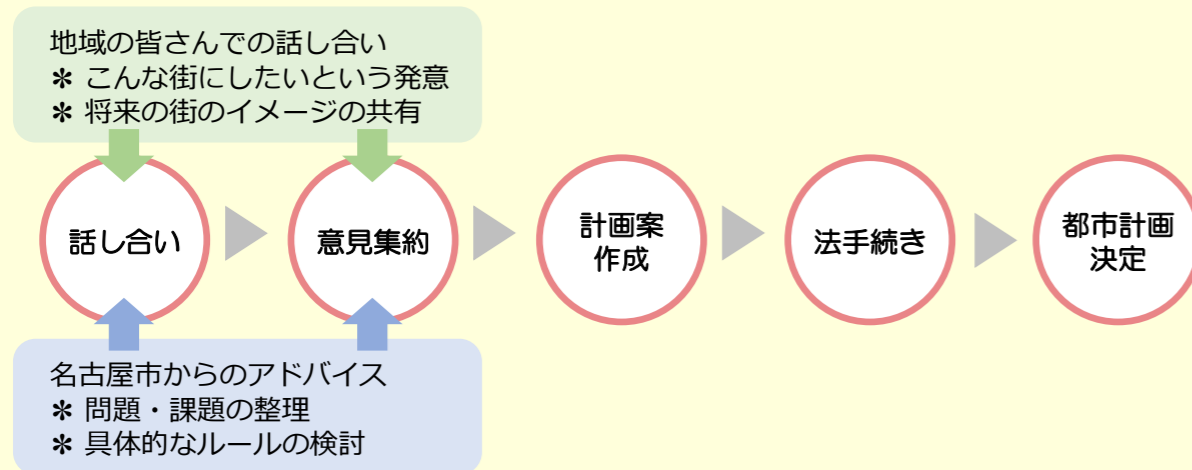 地域の皆さんでの話し合い
＊ こんな街にしたいという発意
＊ 将来の街のイメージの共有
話し合い
意見集約
計画案
作成
法手続き
都市計画
決定
名古屋市からのアドバイス
＊ 問題・課題の整理
＊ 具体的なルールの検討